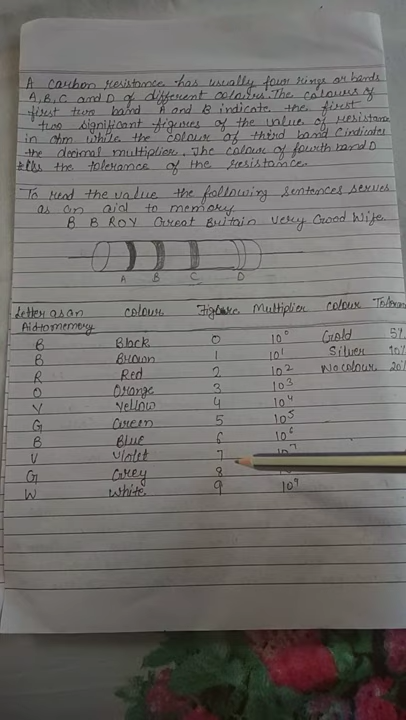 A carbon resistance has usually four rings or bands
A, B, C and D of different colours. The colours of
first two band A and B indicate the first
two significant figures of the value of resistance
in ohm while the colour of third band C indicates
the decimal multiplier. The colour of fourth band D
tells the tolerance of the resistance.
To read the value the following sentences serves
as an aid to memory
B B ROY Great Britain Very Good Wife.
A B C D
Letter as an Aid to memory Colour Figure Multiplier Colour Toleran
B Black 0 10⁰ Gold 5%
B Brown 1 10¹ Silver 10%
R Red 2 10² No colour 20%
O Orange 3 10³
Y Yellow 4 10⁴
G Green 5 10⁵
B Blue 6 10⁶
V Violet 7 10⁷
G Grey 8
W White 9 10⁹